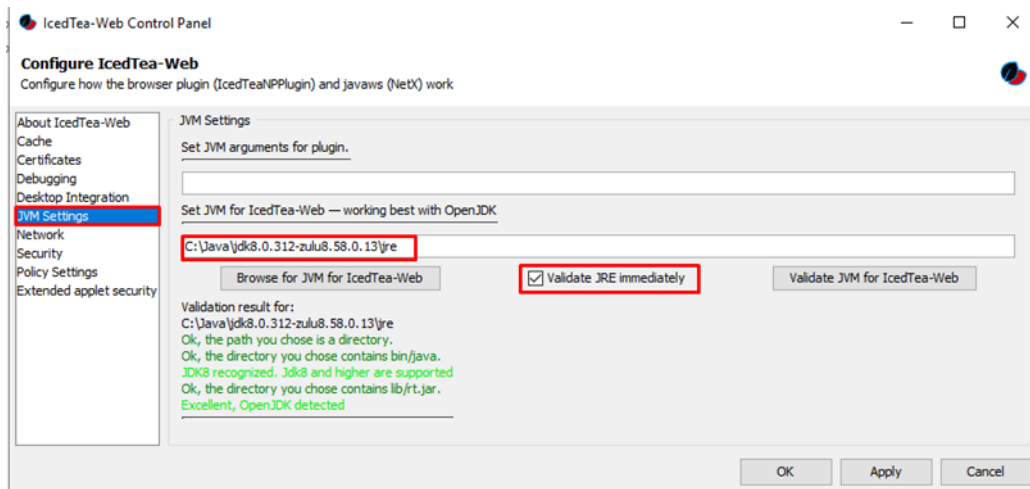 IcedTea-Web Control Panel
Configure IcedTea-Web
Configure how the browser plugin (IcedTeaNPPlugin) and javaws (NetX) work
About IcedTea-Web
Cache
Certificates
Debugging
Desktop Integration
JVM Settings
Network
Security
Policy Settings
Extended applet security
JVM Settings
Set JVM arguments for plugin.
Set JVM for IcedTea-Web — working best with OpenJDK
C:\Java\jdk8.0.312-zulu8.58.0.13\jre
Browse for JVM for IcedTea-Web
Validate JRE immediately
Validate JVM for IcedTea-Web
Validation result for:
C:\Java\jdk8.0.312-zulu8.58.0.13\jre
Ok, the path you chose is a directory.
Ok, the directory you chose contains bin/java.
JDK8 recognized. Jdk8 and higher are supported
Ok, the directory you chose contains lib/rt.jar.
Excellent, OpenJDK detected
OK
Apply
Cancel